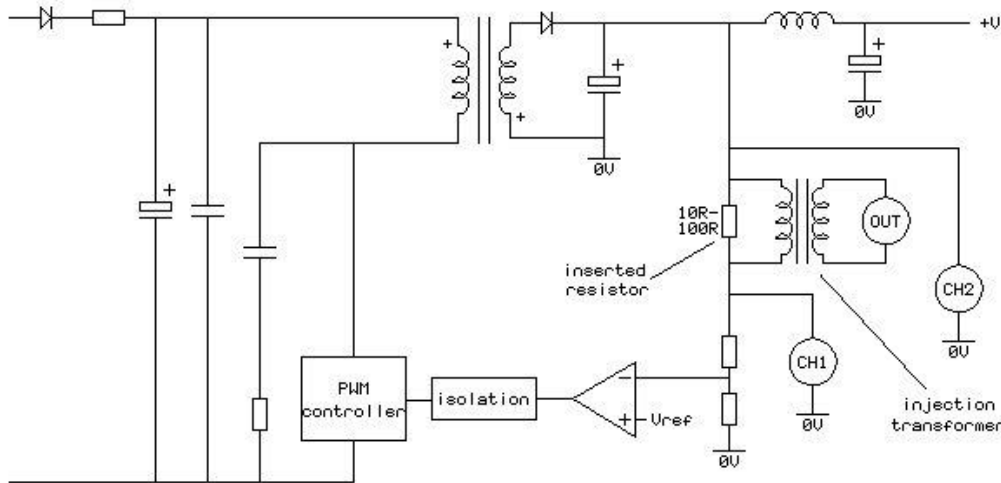 +V
+
+
0V
0V
+
10R-
100R
OUT
inserted
resistor
CH2
0V
CH1
0V
PWM
controller
isolation
−
+
Vref
0V
injection
transformer